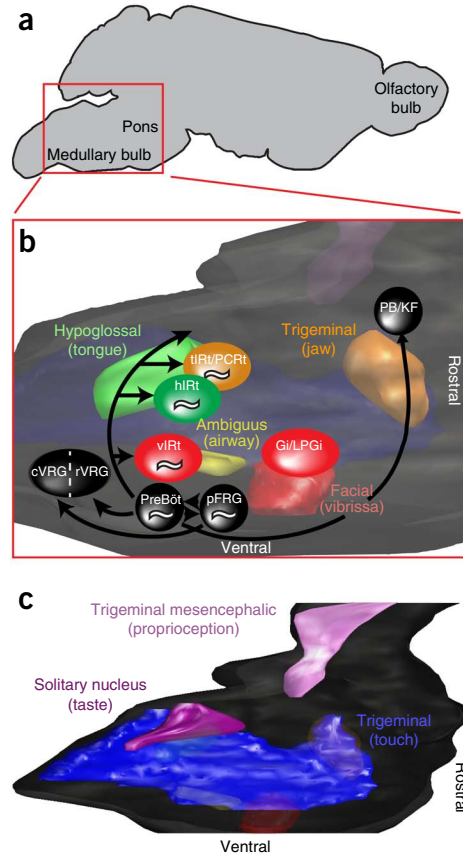 a
Olfactory
bulb
Pons
Medullary bulb
b
PB/KF
Hypoglossal
(tongue)
Trigeminal
(jaw)
tIRt/PCRt
hIRt
Rostral
Ambiguus
(airway)
vIRt
Gi/LPGi
cVRG rVRG
Facial
(vibrissa)
PreBöt
pFRG
Ventral
c
Trigeminal mesencephalic
(proprioception)
Solitary nucleus
(taste)
Trigeminal
(touch)
Rostral
Ventral